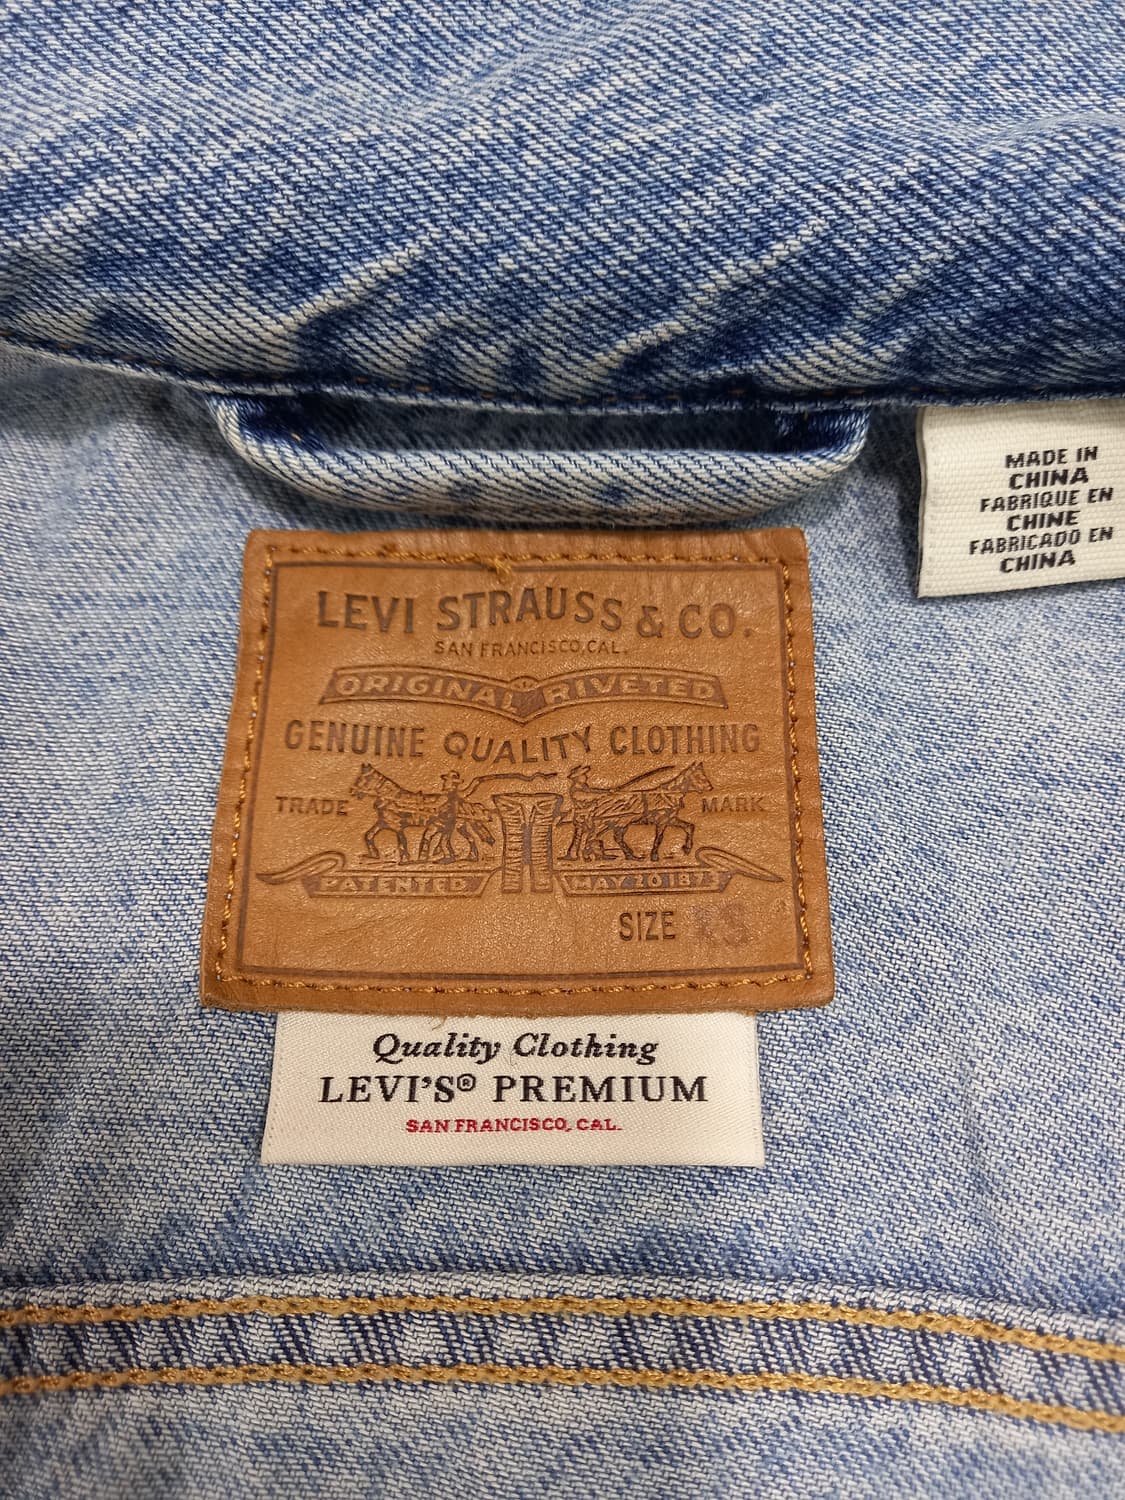 MADE IN
CHINA
FABRIQUE EN
CHINE
FABRICADO EN
CHINA
LEVI STRAUSS & CO.
SAN FRANCISCO, CAL.
ORIGINAL RIVETED
GENUINE QUALITY CLOTHING
TRADE MARK
PATENTED MAY 20 1873
SIZE XS
Quality Clothing
LEVI'S® PREMIUM
SAN FRANCISCO, CAL.